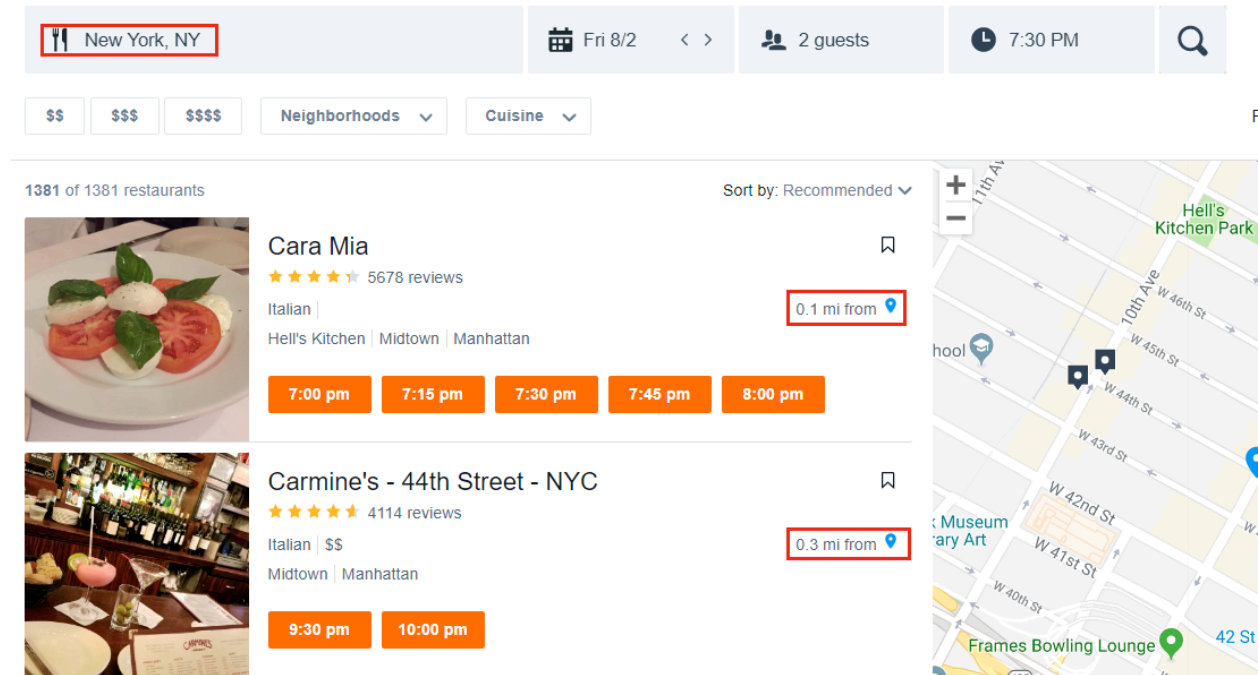 New York, NY
Fri 8/2
2 guests
7:30 PM
$$
$$$
$$$$
Neighborhoods
Cuisine
1381 of 1381 restaurants
Sort by: Recommended
Cara Mia
5678 reviews
Italian
0.1 mi from
Hell's Kitchen Midtown Manhattan
7:00 pm
7:15 pm
7:30 pm
7:45 pm
8:00 pm
Carmine's - 44th Street - NYC
4114 reviews
Italian $$
0.3 mi from
Midtown Manhattan
9:30 pm
10:00 pm
CARMINE'S
+
−
11th Av
Hell's
Kitchen Park
10th Ave
W 46th St
W 45th St
hool
W 44th St
W 43rd St
W 42nd St
Museum
ary Art
W 41st St
W 40th St
Frames Bowling Lounge
42 St